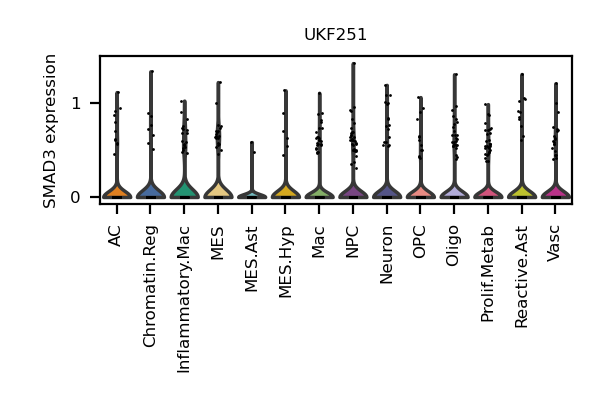 UKF251
SMAD3 expression
1
0
AC
Chromatin.Reg
Inflammatory.Mac
MES
MES.Ast
MES.Hyp
Mac
NPC
Neuron
OPC
Oligo
Prolif.Metab
Reactive.Ast
Vasc